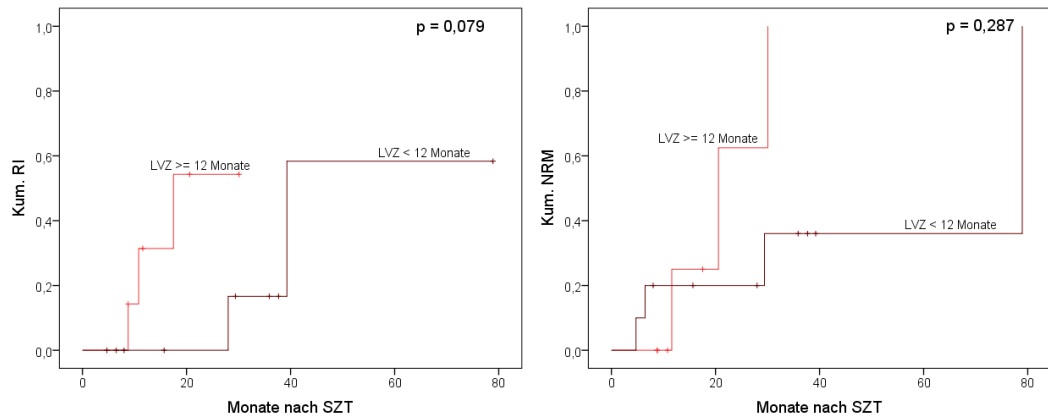 p = 0,079
1,0
0,8
0,6
0,4
0,2
0,0
Kum. RI
LVZ >= 12 Monate
LVZ < 12 Monate
0
20
40
60
80
Monate nach SZT
p = 0,287
1,0
0,8
0,6
0,4
0,2
0,0
Kum. NRM
LVZ >= 12 Monate
LVZ < 12 Monate
0
20
40
60
80
Monate nach SZT